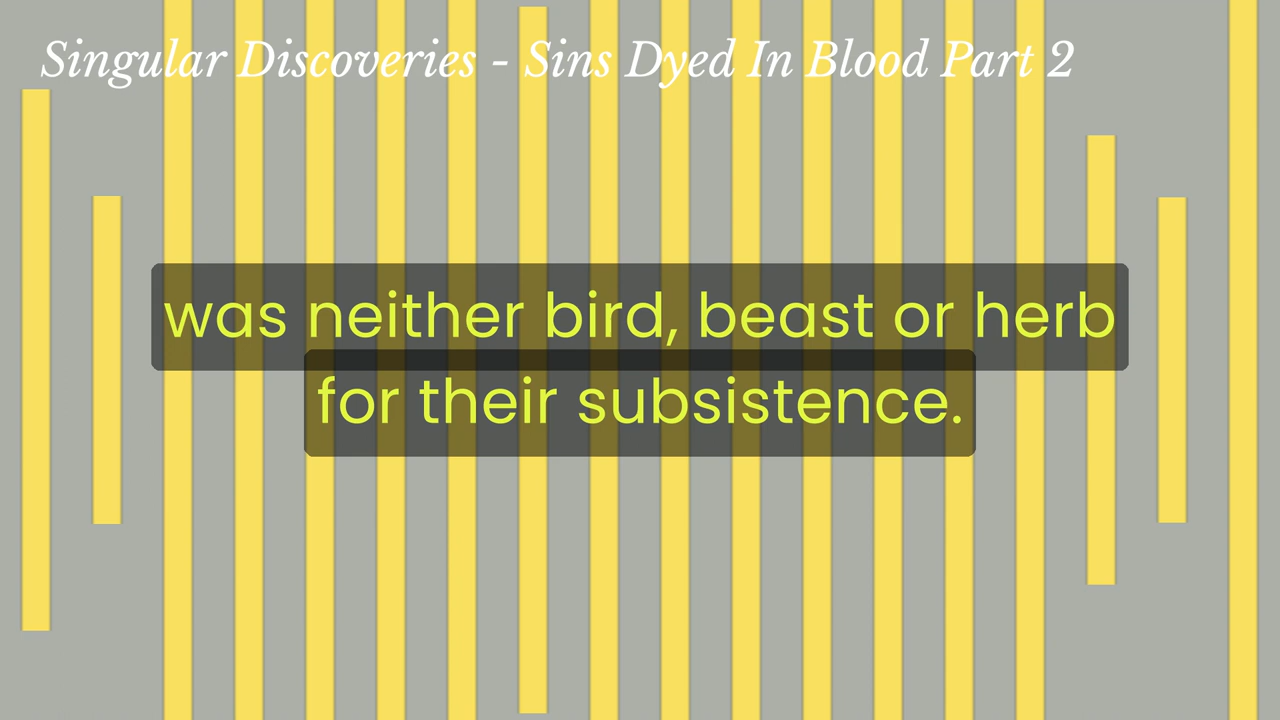 Singular Discoveries - Sins Dyed In Blood Part 2
was neither bird, beast or herb
for their subsistence.